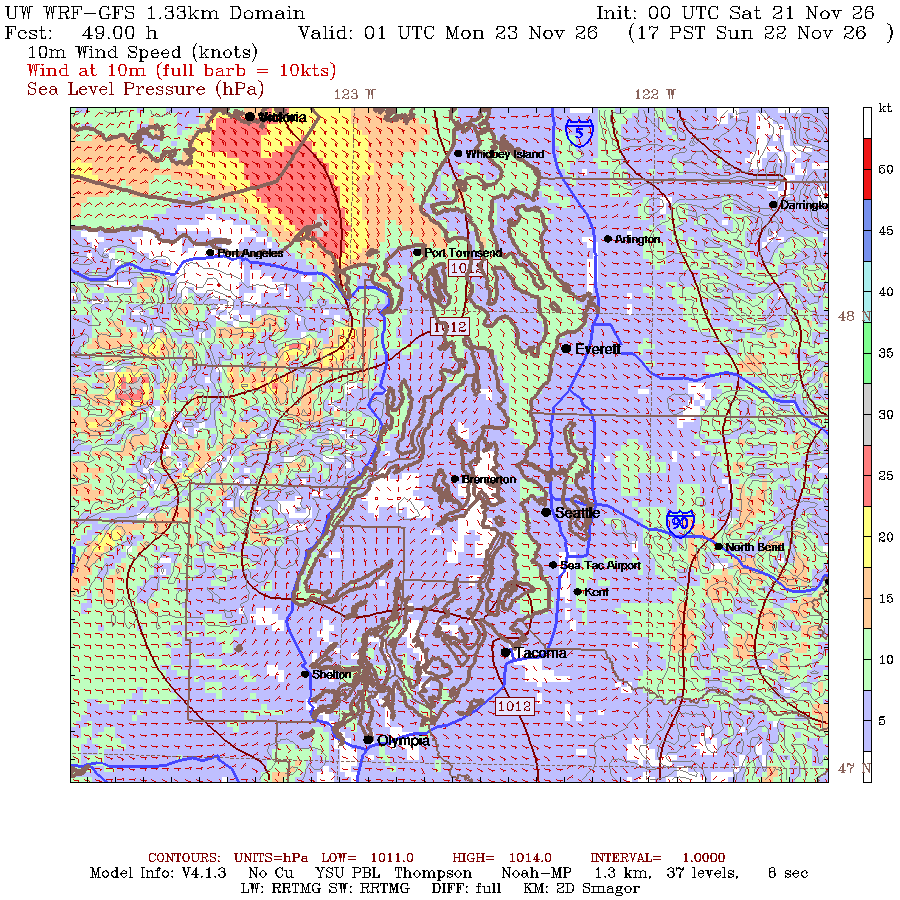 UW WRF-GFS 1.33km Domain Init: 00 UTC Sat 21 Nov 26
Fcst: 49.00 h Valid: 01 UTC Mon 23 Nov 26 (17 PST Sun 22 Nov 26 )
10m Wind Speed (knots)
Wind at 10m (full barb = 10kts)
Sea Level Pressure (hPa)
123 W 122 W
kt
Victoria
5
Whidbey Island
60
Darringto
45
Arlington
Port Angeles Port Townsend
1012
40
48 N
1012
Everett
35
30
25
Bremerton
Seattle
90
20
North Bend
Sea.Tac Airport
Kent
15
Tacoma
10
Shelton
1012
5
Olympia
47 N
CONTOURS: UNITS=hPa LOW= 1011.0 HIGH= 1014.0 INTERVAL= 1.0000
Model Info: V4.1.3 No Cu YSU PBL Thompson Noah-MP 1.3 km, 37 levels, 8 sec
LW: RRTMG SW: RRTMG DIFF: full KM: 2D Smagor